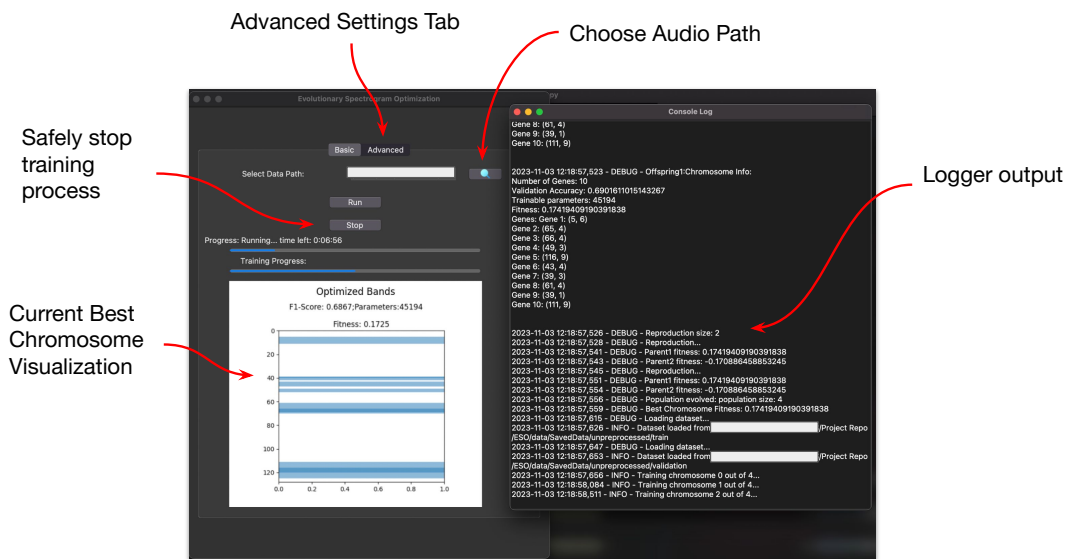 Advanced Settings Tab
Choose Audio Path
Safely stop
training
process
Current Best
Chromosome
Visualization
Logger output
Evolutionary Spectrogram Optimization
Basic
Advanced
Select Data Path:
Run
Stop
Progress: Running... time left: 0:06:56
Training Progress:
Optimized Bands
F1-Score: 0.6867;Parameters:45194
Fitness: 0.1725
0
20
40
60
80
100
120
0.0 0.2 0.4 0.6 0.8 1.0
py
Console Log
Gene 8: (61, 4)
Gene 9: (39, 1)
Gene 10: (111, 9)
2023-11-03 12:18:57,523 - DEBUG - Offspring1:Chromosome Info:
Number of Genes: 10
Validation Accuracy: 0.6901611015143267
Trainable parameters: 45194
Fitness: 0.17419409190391838
Genes: Gene 1: (5, 6)
Gene 2: (65, 4)
Gene 3: (66, 4)
Gene 4: (49, 3)
Gene 5: (116, 9)
Gene 6: (43, 4)
Gene 7: (39, 3)
Gene 8: (61, 4)
Gene 9: (39, 1)
Gene 10: (111, 9)
2023-11-03 12:18:57,526 - DEBUG - Reproduction size: 2
2023-11-03 12:18:57,528 - DEBUG - Reproduction...
2023-11-03 12:18:57,541 - DEBUG - Parent1 fitness: 0.17419409190391838
2023-11-03 12:18:57,543 - DEBUG - Parent2 fitness: -0.170886458853245
2023-11-03 12:18:57,545 - DEBUG - Reproduction...
2023-11-03 12:18:57,551 - DEBUG - Parent1 fitness: 0.17419409190391838
2023-11-03 12:18:57,554 - DEBUG - Parent2 fitness: -0.170886458853245
2023-11-03 12:18:57,556 - DEBUG - Population evolved: population size: 4
2023-11-03 12:18:57,559 - DEBUG - Best Chromosome Fitness: 0.17419409190391838
2023-11-03 12:18:57,615 - DEBUG - Loading dataset...
2023-11-03 12:18:57,626 - INFO - Dataset loaded from /Project Repo
/ESO/data/SavedData/unpreprocessed/train
2023-11-03 12:18:57,647 - DEBUG - Loading dataset...
2023-11-03 12:18:57,653 - INFO - Dataset loaded from /Project Repo
/ESO/data/SavedData/unpreprocessed/validation
2023-11-03 12:18:57,656 - INFO - Training chromosome 0 out of 4...
2023-11-03 12:18:58,084 - INFO - Training chromosome 1 out of 4...
2023-11-03 12:18:58,511 - INFO - Training chromosome 2 out of 4...